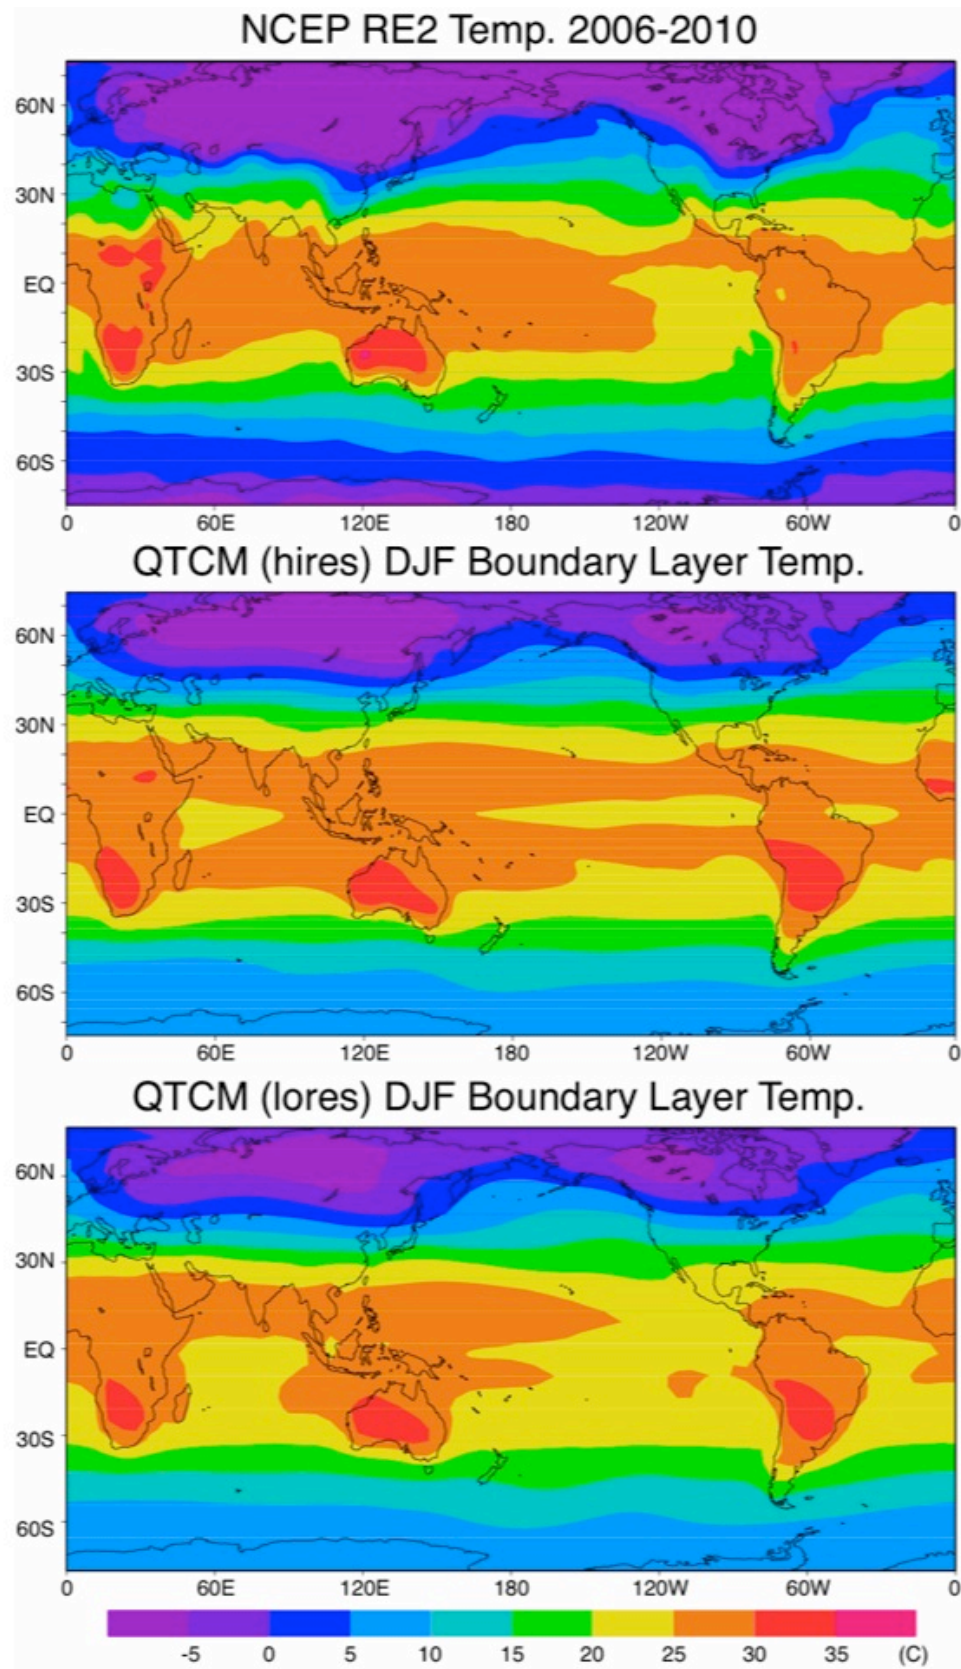 NCEP RE2 Temp. 2006-2010
60N
30N
EQ
30S
60S
0 60E 120E 180 120W 60W 0
QTCM (hires) DJF Boundary Layer Temp.
60N
30N
EQ
30S
60S
0 60E 120E 180 120W 60W 0
QTCM (lores) DJF Boundary Layer Temp.
60N
30N
EQ
30S
60S
0 60E 120E 180 120W 60W 0
-5 0 5 10 15 20 25 30 35 (C)